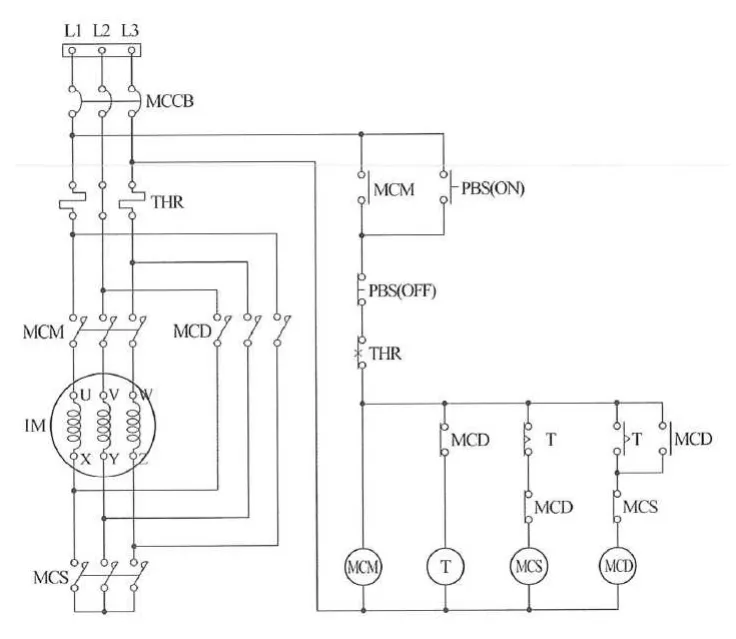 L1 L2 L3
MCCB
THR
MCM PBS(ON)
PBS(OFF)
MCM MCD
THR
U V W
IM
X Y Z
MCD T T MCD
MCD MCS
MCS
MCM T MCS MCD